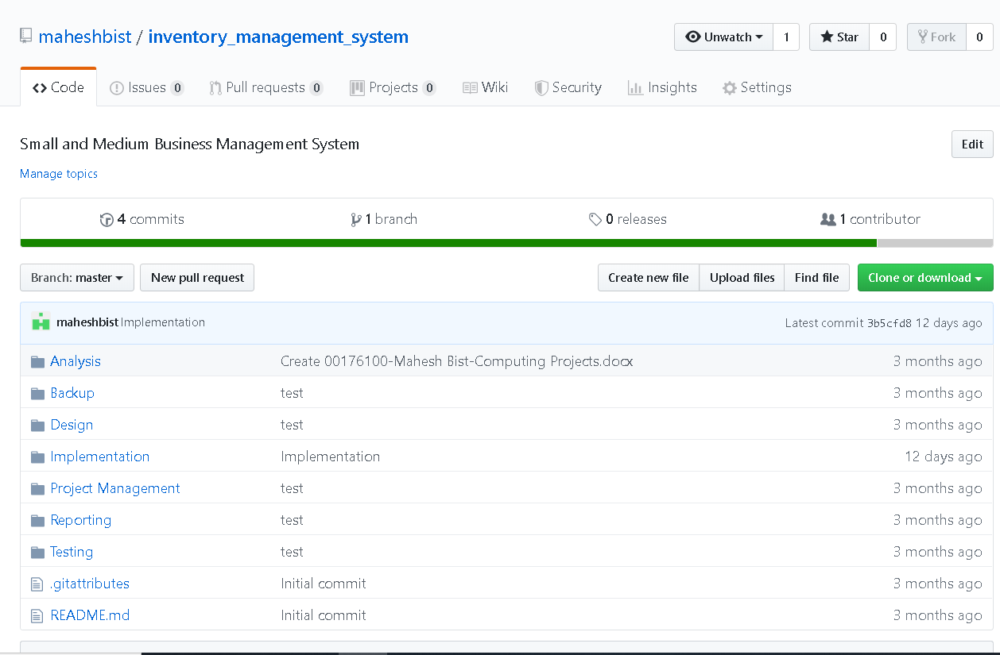 maheshbist / inventory_management_system Unwatch 1 Star 0 Fork 0
Code Issues 0 Pull requests 0 Projects 0 Wiki Security Insights Settings
Small and Medium Business Management System Edit
Manage topics
4 commits 1 branch 0 releases 1 contributor
Branch: master New pull request Create new file Upload files Find file Clone or download
maheshbist Implementation Latest commit 3b5cfd8 12 days ago
Analysis Create 00176100-Mahesh Bist-Computing Projects.docx 3 months ago
Backup test 3 months ago
Design test 3 months ago
Implementation Implementation 12 days ago
Project Management test 3 months ago
Reporting test 3 months ago
Testing test 3 months ago
.gitattributes Initial commit 3 months ago
README.md Initial commit 3 months ago